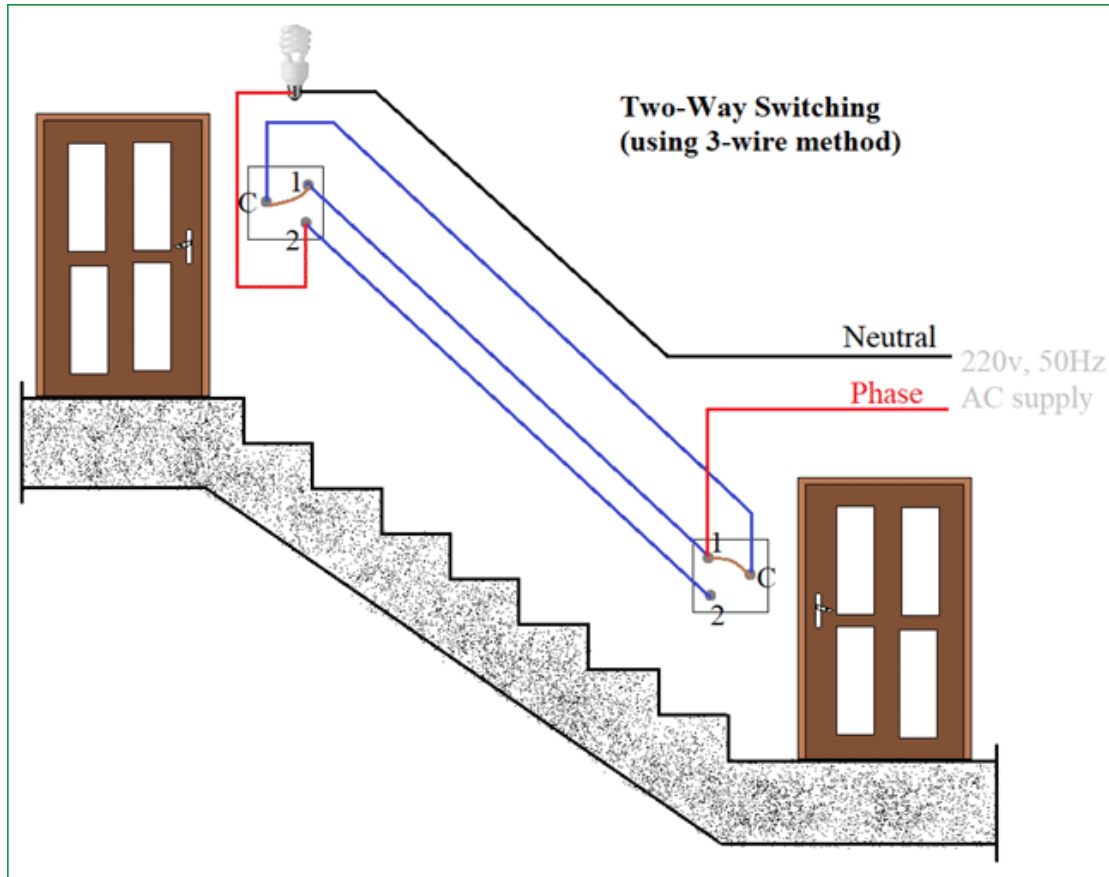 Two-Way Switching
(using 3-wire method)
1
C
2
Neutral
220v, 50Hz
Phase
AC supply
1
C
2